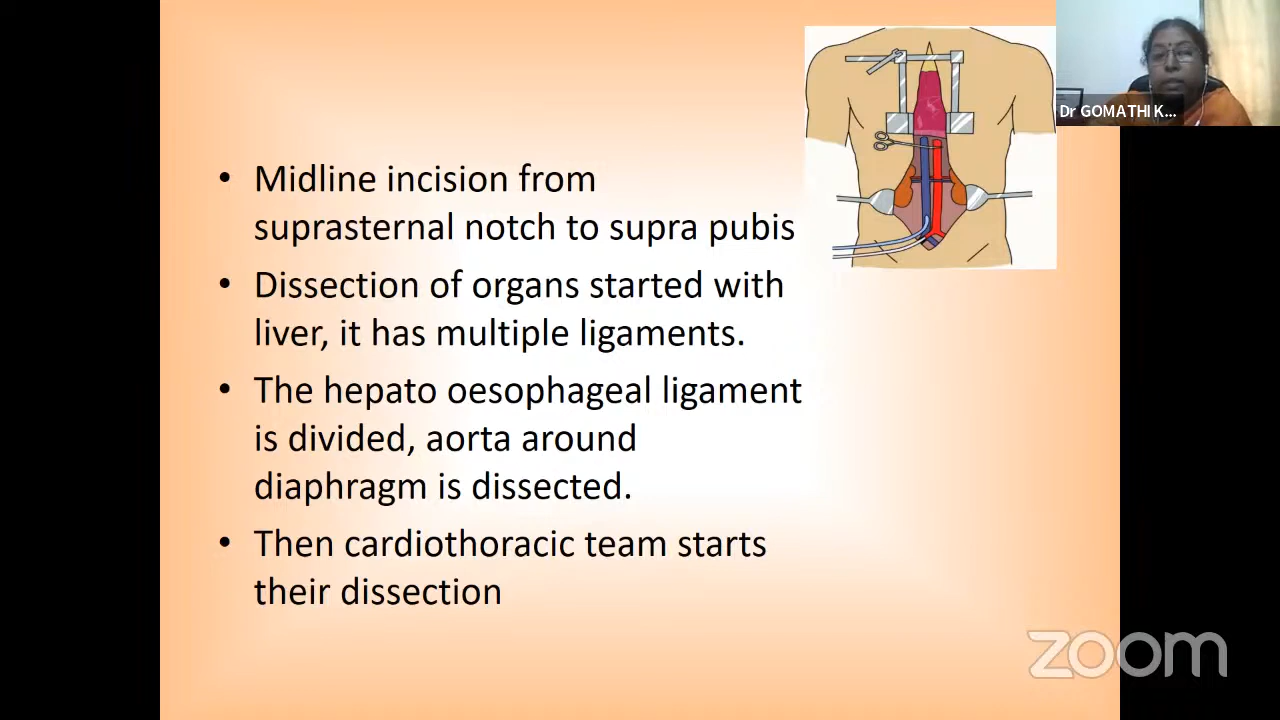 Dr GOMATHI K...
• Midline incision from
suprasternal notch to supra pubis
• Dissection of organs started with
liver, it has multiple ligaments.
• The hepato oesophageal ligament
is divided, aorta around
diaphragm is dissected.
• Then cardiothoracic team starts
their dissection
zoom